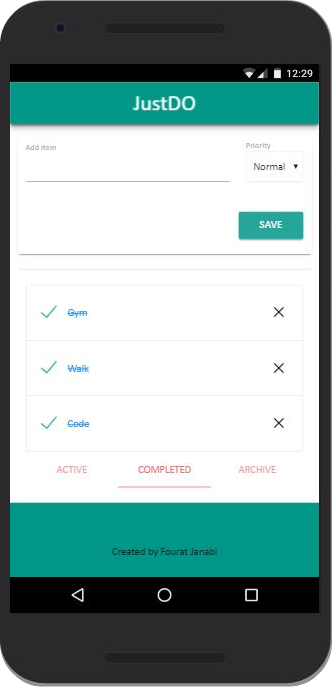 12:29
JustDO
Add Item
Priority
Normal
SAVE
Gym
Walk
Code
ACTIVE COMPLETED ARCHIVE
Created by Fourat Janabi